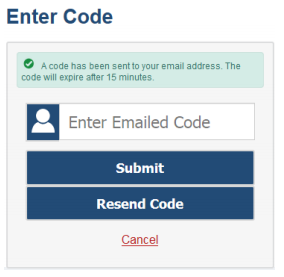 Enter Code
A code has been sent to your email address. The
code will expire after 15 minutes.
Enter Emailed Code
Submit
Resend Code
Cancel